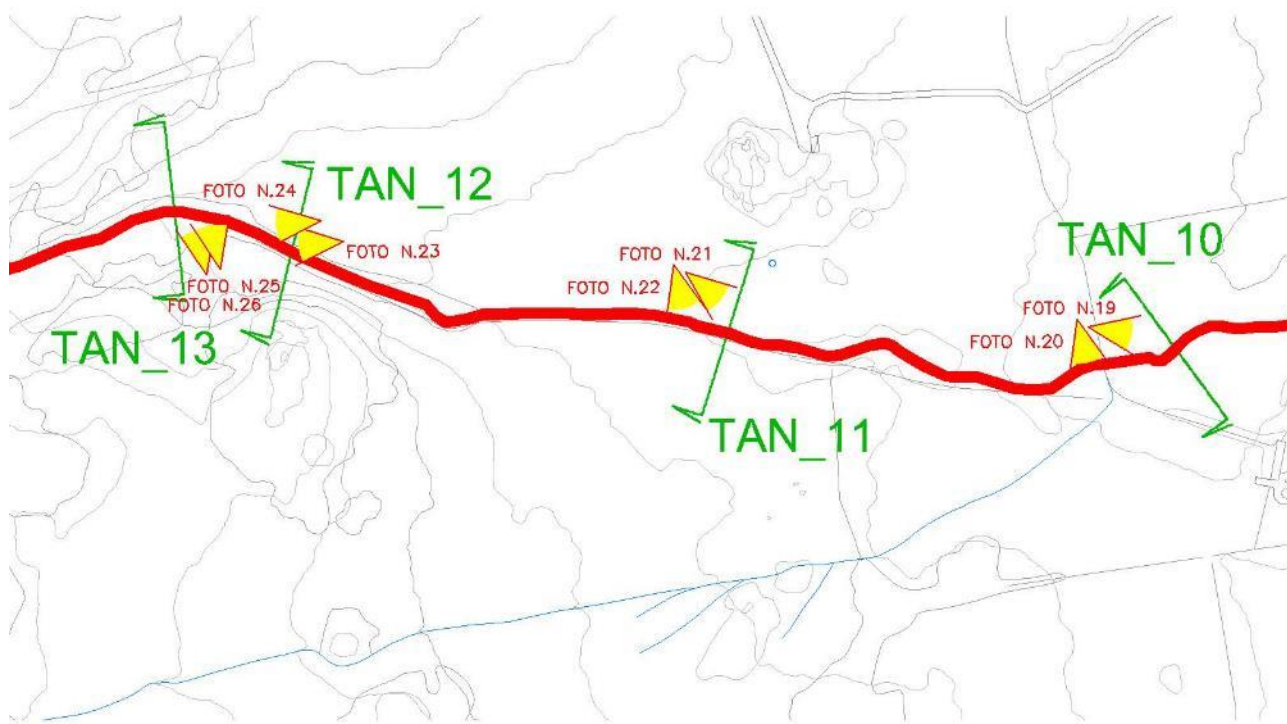 FOTO N.24
TAN_12
FOTO N.23
FOTO N.21
TAN_10
FOTO N.25
FOTO N.22
FOTO N.26
FOTO N.19
TAN_13
FOTO N.20
TAN_11